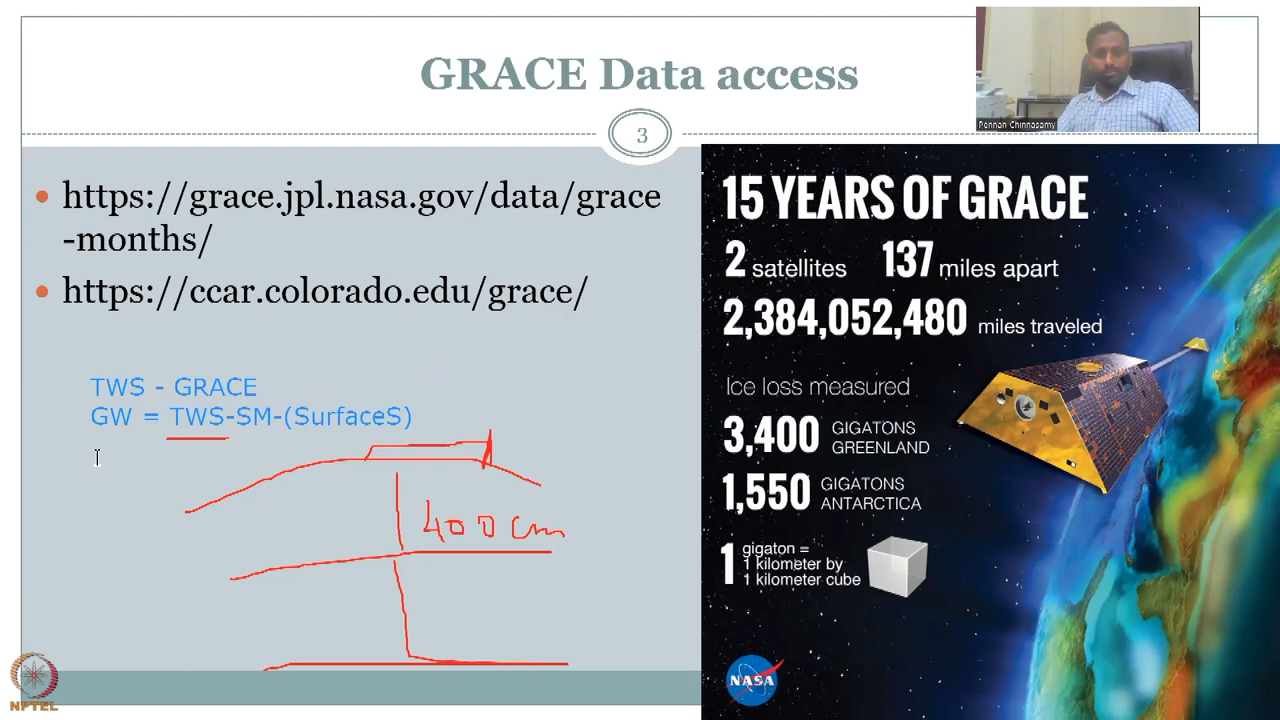 GRACE Data access
Pennan Chinnasamy
3
• https://grace.jpl.nasa.gov/data/grace
-months/
• https://ccar.colorado.edu/grace/
TWS - GRACE
GW = TWS-SM-(SurfaceS)
400 cm
15 YEARS OF GRACE
2 satellites 137 miles apart
2,384,052,480 miles traveled
Ice loss measured
3,400 GIGATONS
GREENLAND
1,550 GIGATONS
ANTARCTICA
1 gigaton =
1 kilometer by
1 kilometer cube
NASA
NPTEL